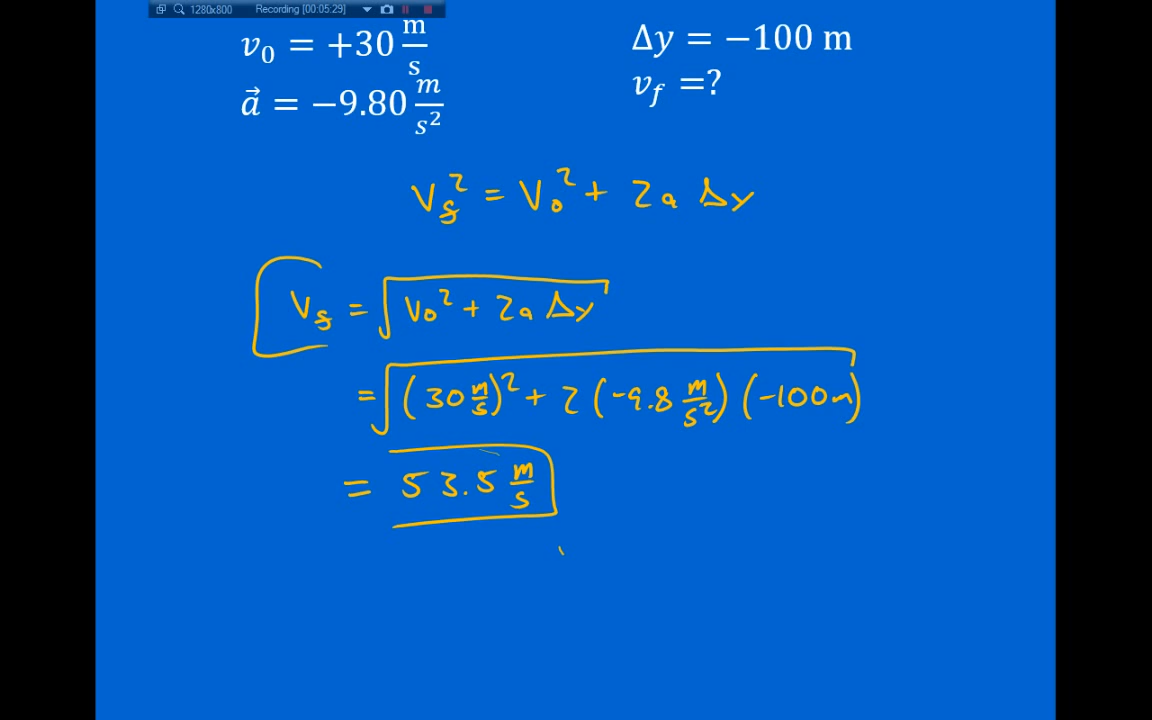 1280x800 Recording [00:05:29]
v₀ = +30 m/s
Δy = −100 m
a⃗ = −9.80 m/s²
v_f =?
V_f² = V₀² + 2a Δy
V_f = √(V₀² + 2a Δy)
= √((30 m/s)² + 2(-9.8 m/s²)(-100m))
= 53.5 m/s